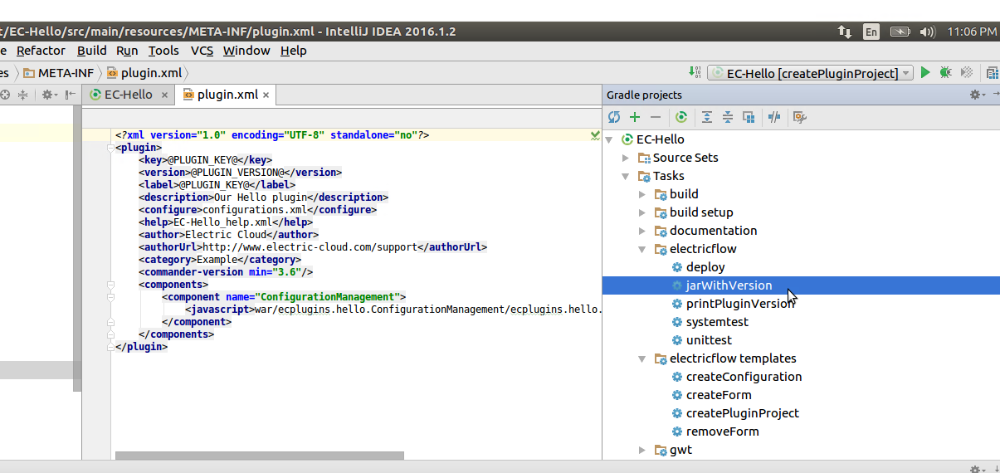 t/EC-Hello/src/main/resources/META-INF/plugin.xml - IntelliJ IDEA 2016.1.2
En
11:06 PM
e Refactor Build Run Tools VCS Window Help
es META-INF plugin.xml
EC-Hello [createPluginProject]
EC-Hello plugin.xml
<?xml version="1.0" encoding="UTF-8" standalone="no"?>
<plugin>
<key>@PLUGIN_KEY@</key>
<version>@PLUGIN_VERSION@</version>
<label>@PLUGIN_KEY@</label>
<description>Our Hello plugin</description>
<configure>configurations.xml</configure>
<help>EC-Hello_help.xml</help>
<author>Electric Cloud</author>
<authorUrl>http://www.electric-cloud.com/support</authorUrl>
<category>Example</category>
<commander-version min="3.6"/>
<components>
<component name="ConfigurationManagement">
<javascript>war/ecplugins.hello.ConfigurationManagement/ecplugins.hello.
</component>
</components>
</plugin>
Gradle projects
EC-Hello
Source Sets
Tasks
build
build setup
documentation
electricflow
deploy
jarWithVersion
printPluginVersion
systemtest
unittest
electricflow templates
createConfiguration
createForm
createPluginProject
removeForm
gwt